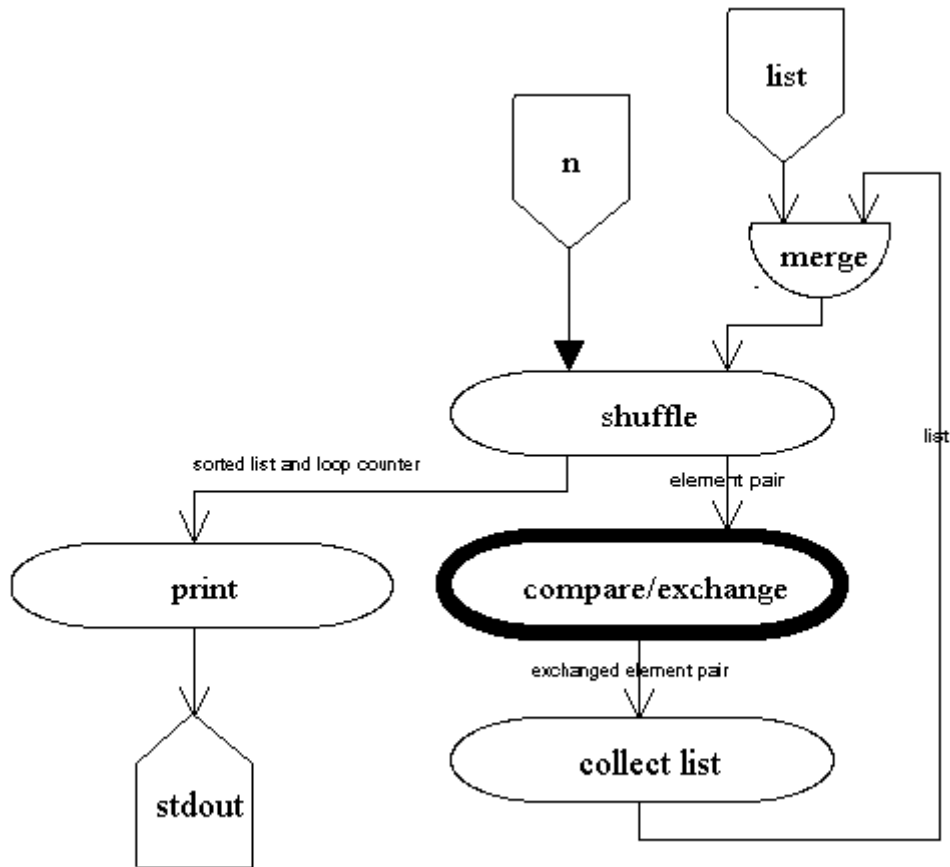 list
n
merge
shuffle
list
sorted list and loop counter
element pair
print
compare/exchange
exchanged element pair
collect list
stdout